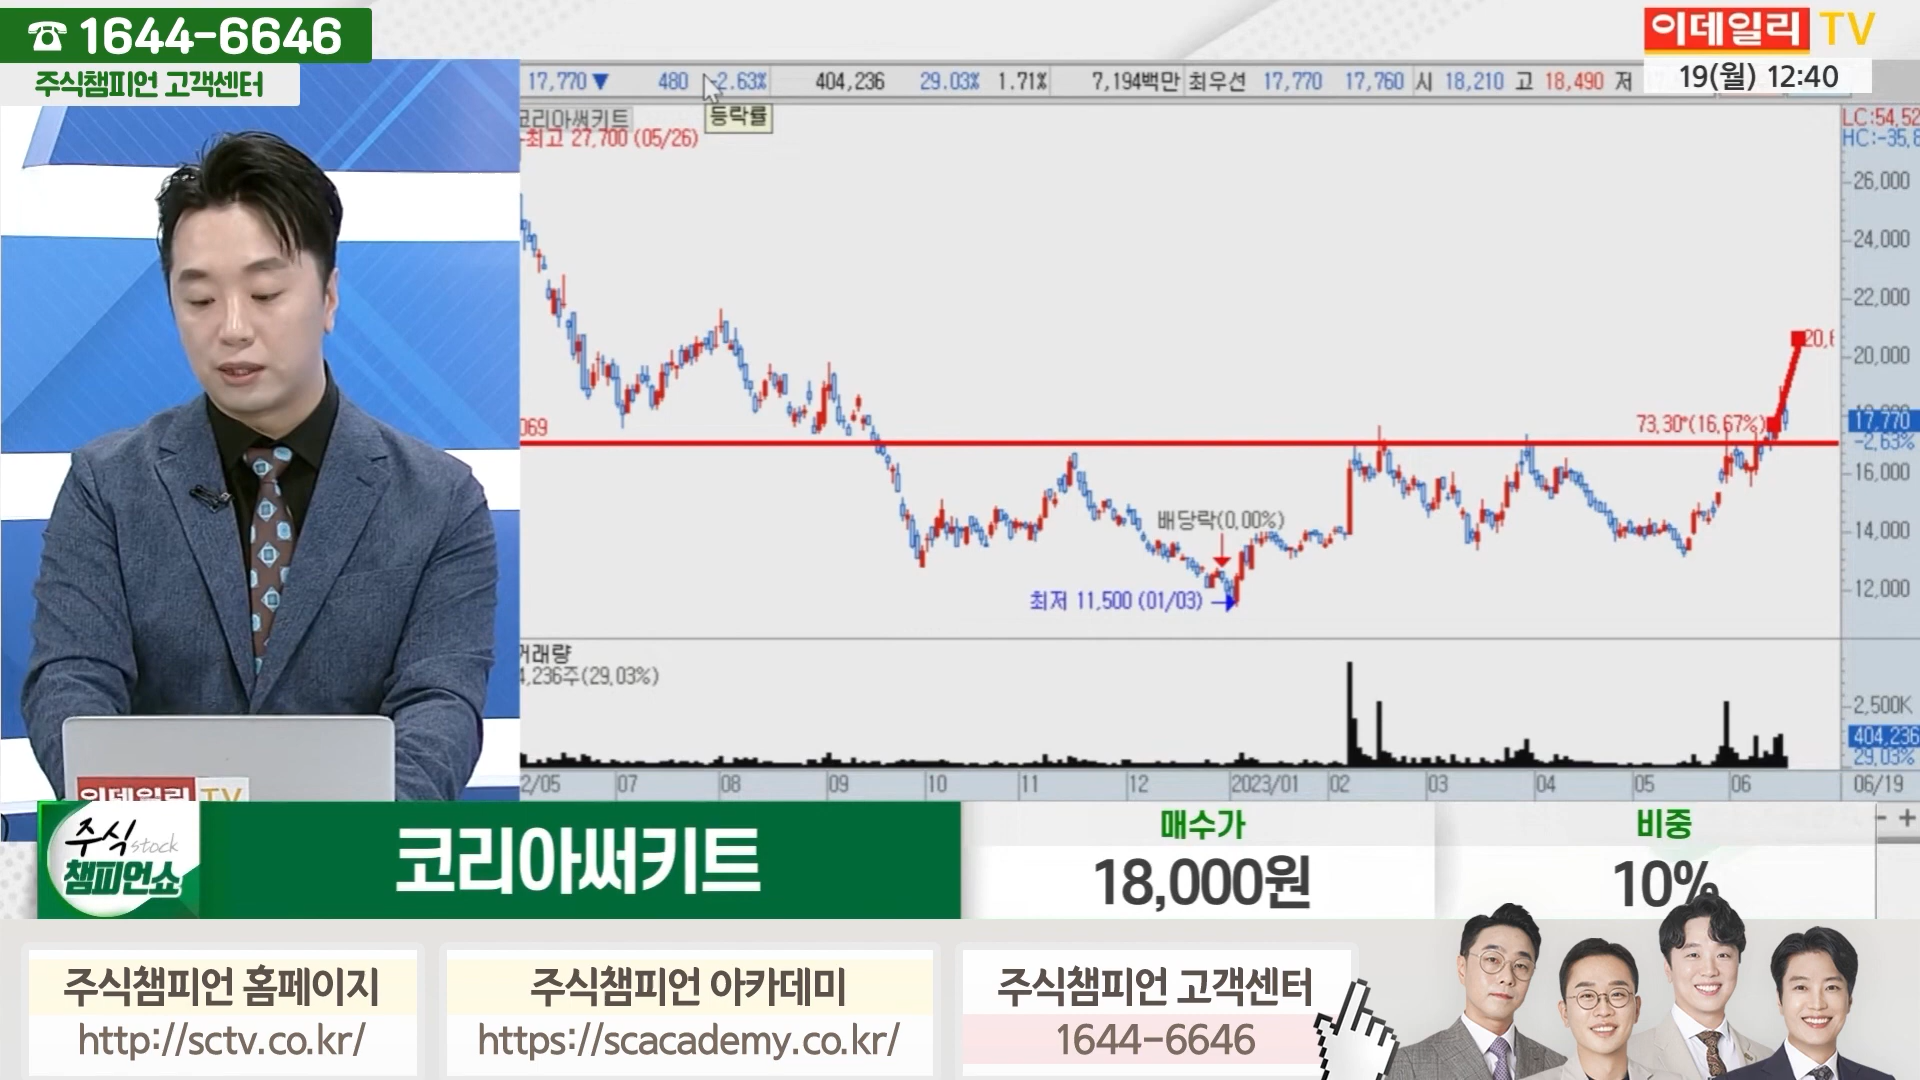 ☎ 1644-6646
주식챔피언 고객센터
이데일리 TV
19(월) 12:40
17,770 ▼ 480 -2.63% 404,236 29.03% 1.71% 7,194백만 최우선 17,770 17,760 시 18,210 고 18,490 저
코리아써키트
등락률
최고 27,700 (05/26)
LC:54,52
HC:-35,8
26,000
24,000
22,000
20,000
20,6
069
73,30°(16,67%)
17,770
-2,63%
16,000
14,000
12,000
배당락(0,00%)
최저 11,500 (01/03)
거래량
4,236주(29,03%)
2,500K
404,236
29,03%
2/05 07 08 09 10 11 12 2023/01 02 03 04 05 06 06/19
이데일리 TV
주식 stock
챔피언쇼
코리아써키트
매수가
18,000원
비중
10%
주식챔피언 홈페이지
http://sctv.co.kr/
주식챔피언 아카데미
https://scacademy.co.kr/
주식챔피언 고객센터
1644-6646